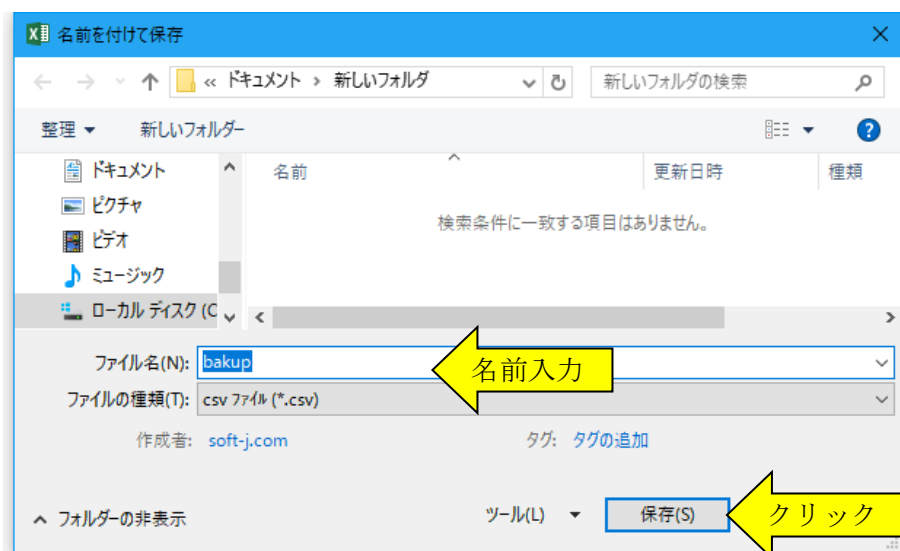 名前を付けて保存
« ドキュメント › 新しいフォルダ
新しいフォルダの検索
整理 新しいフォルダー
ドキュメント
ピクチャ
ビデオ
ミュージック
ローカル ディスク (C
名前 更新日時 種類
検索条件に一致する項目はありません。
ファイル名(N): bakup
名前入力
ファイルの種類(T): csv ファイル (*.csv)
作成者: soft-j.com タグ: タグの追加
フォルダーの非表示 ツール(L) 保存(S)
クリック